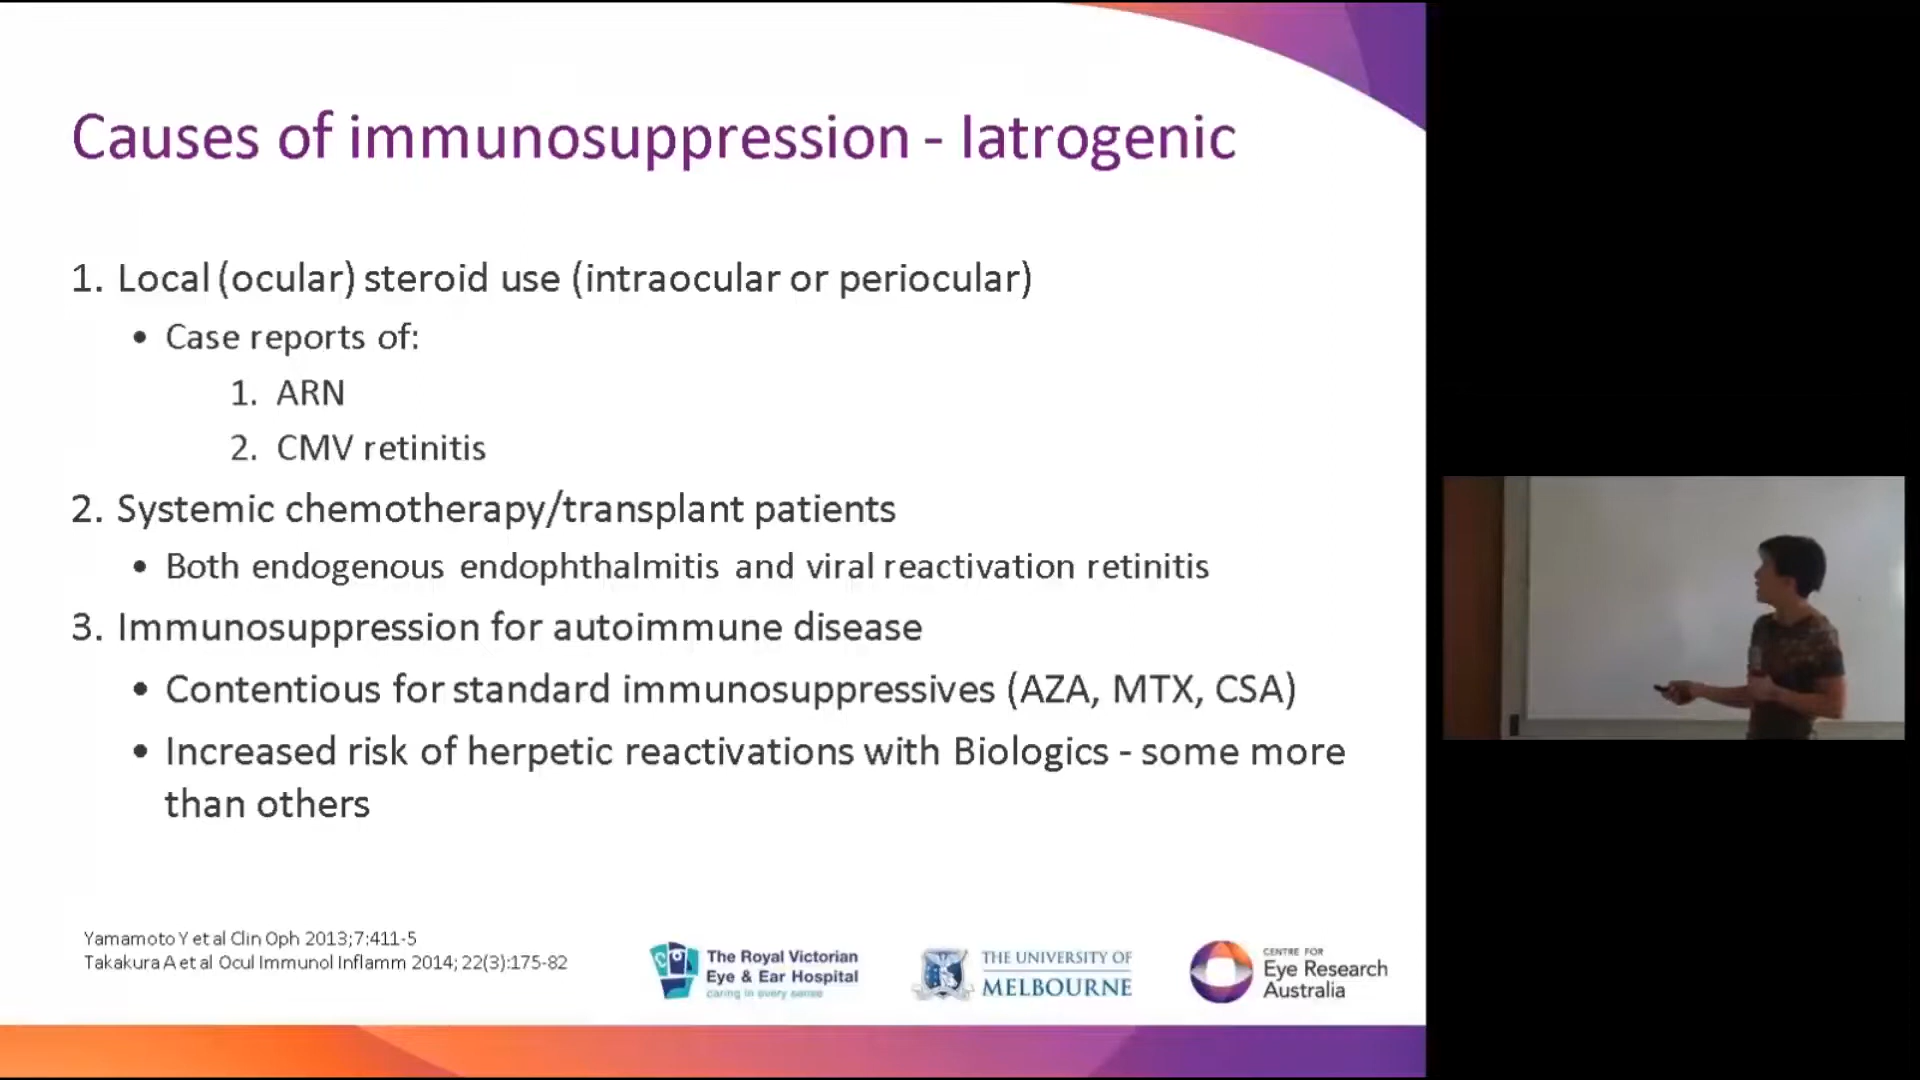 Causes of immunosuppression - Iatrogenic
1. Local (ocular) steroid use (intraocular or periocular)
• Case reports of:
1. ARN
2. CMV retinitis
2. Systemic chemotherapy/transplant patients
• Both endogenous endophthalmitis and viral reactivation retinitis
3. Immunosuppression for autoimmune disease
• Contentious for standard immunosuppressives (AZA, MTX, CSA)
• Increased risk of herpetic reactivations with Biologics - some more
than others
Yamamoto Y et al Clin Oph 2013;7:411-5
Takakura A et al Ocul Immunol Inflamm 2014; 22(3):175-82
The Royal Victorian
Eye & Ear Hospital
caring in every sense
THE UNIVERSITY OF
MELBOURNE
CENTRE FOR
Eye Research
Australia